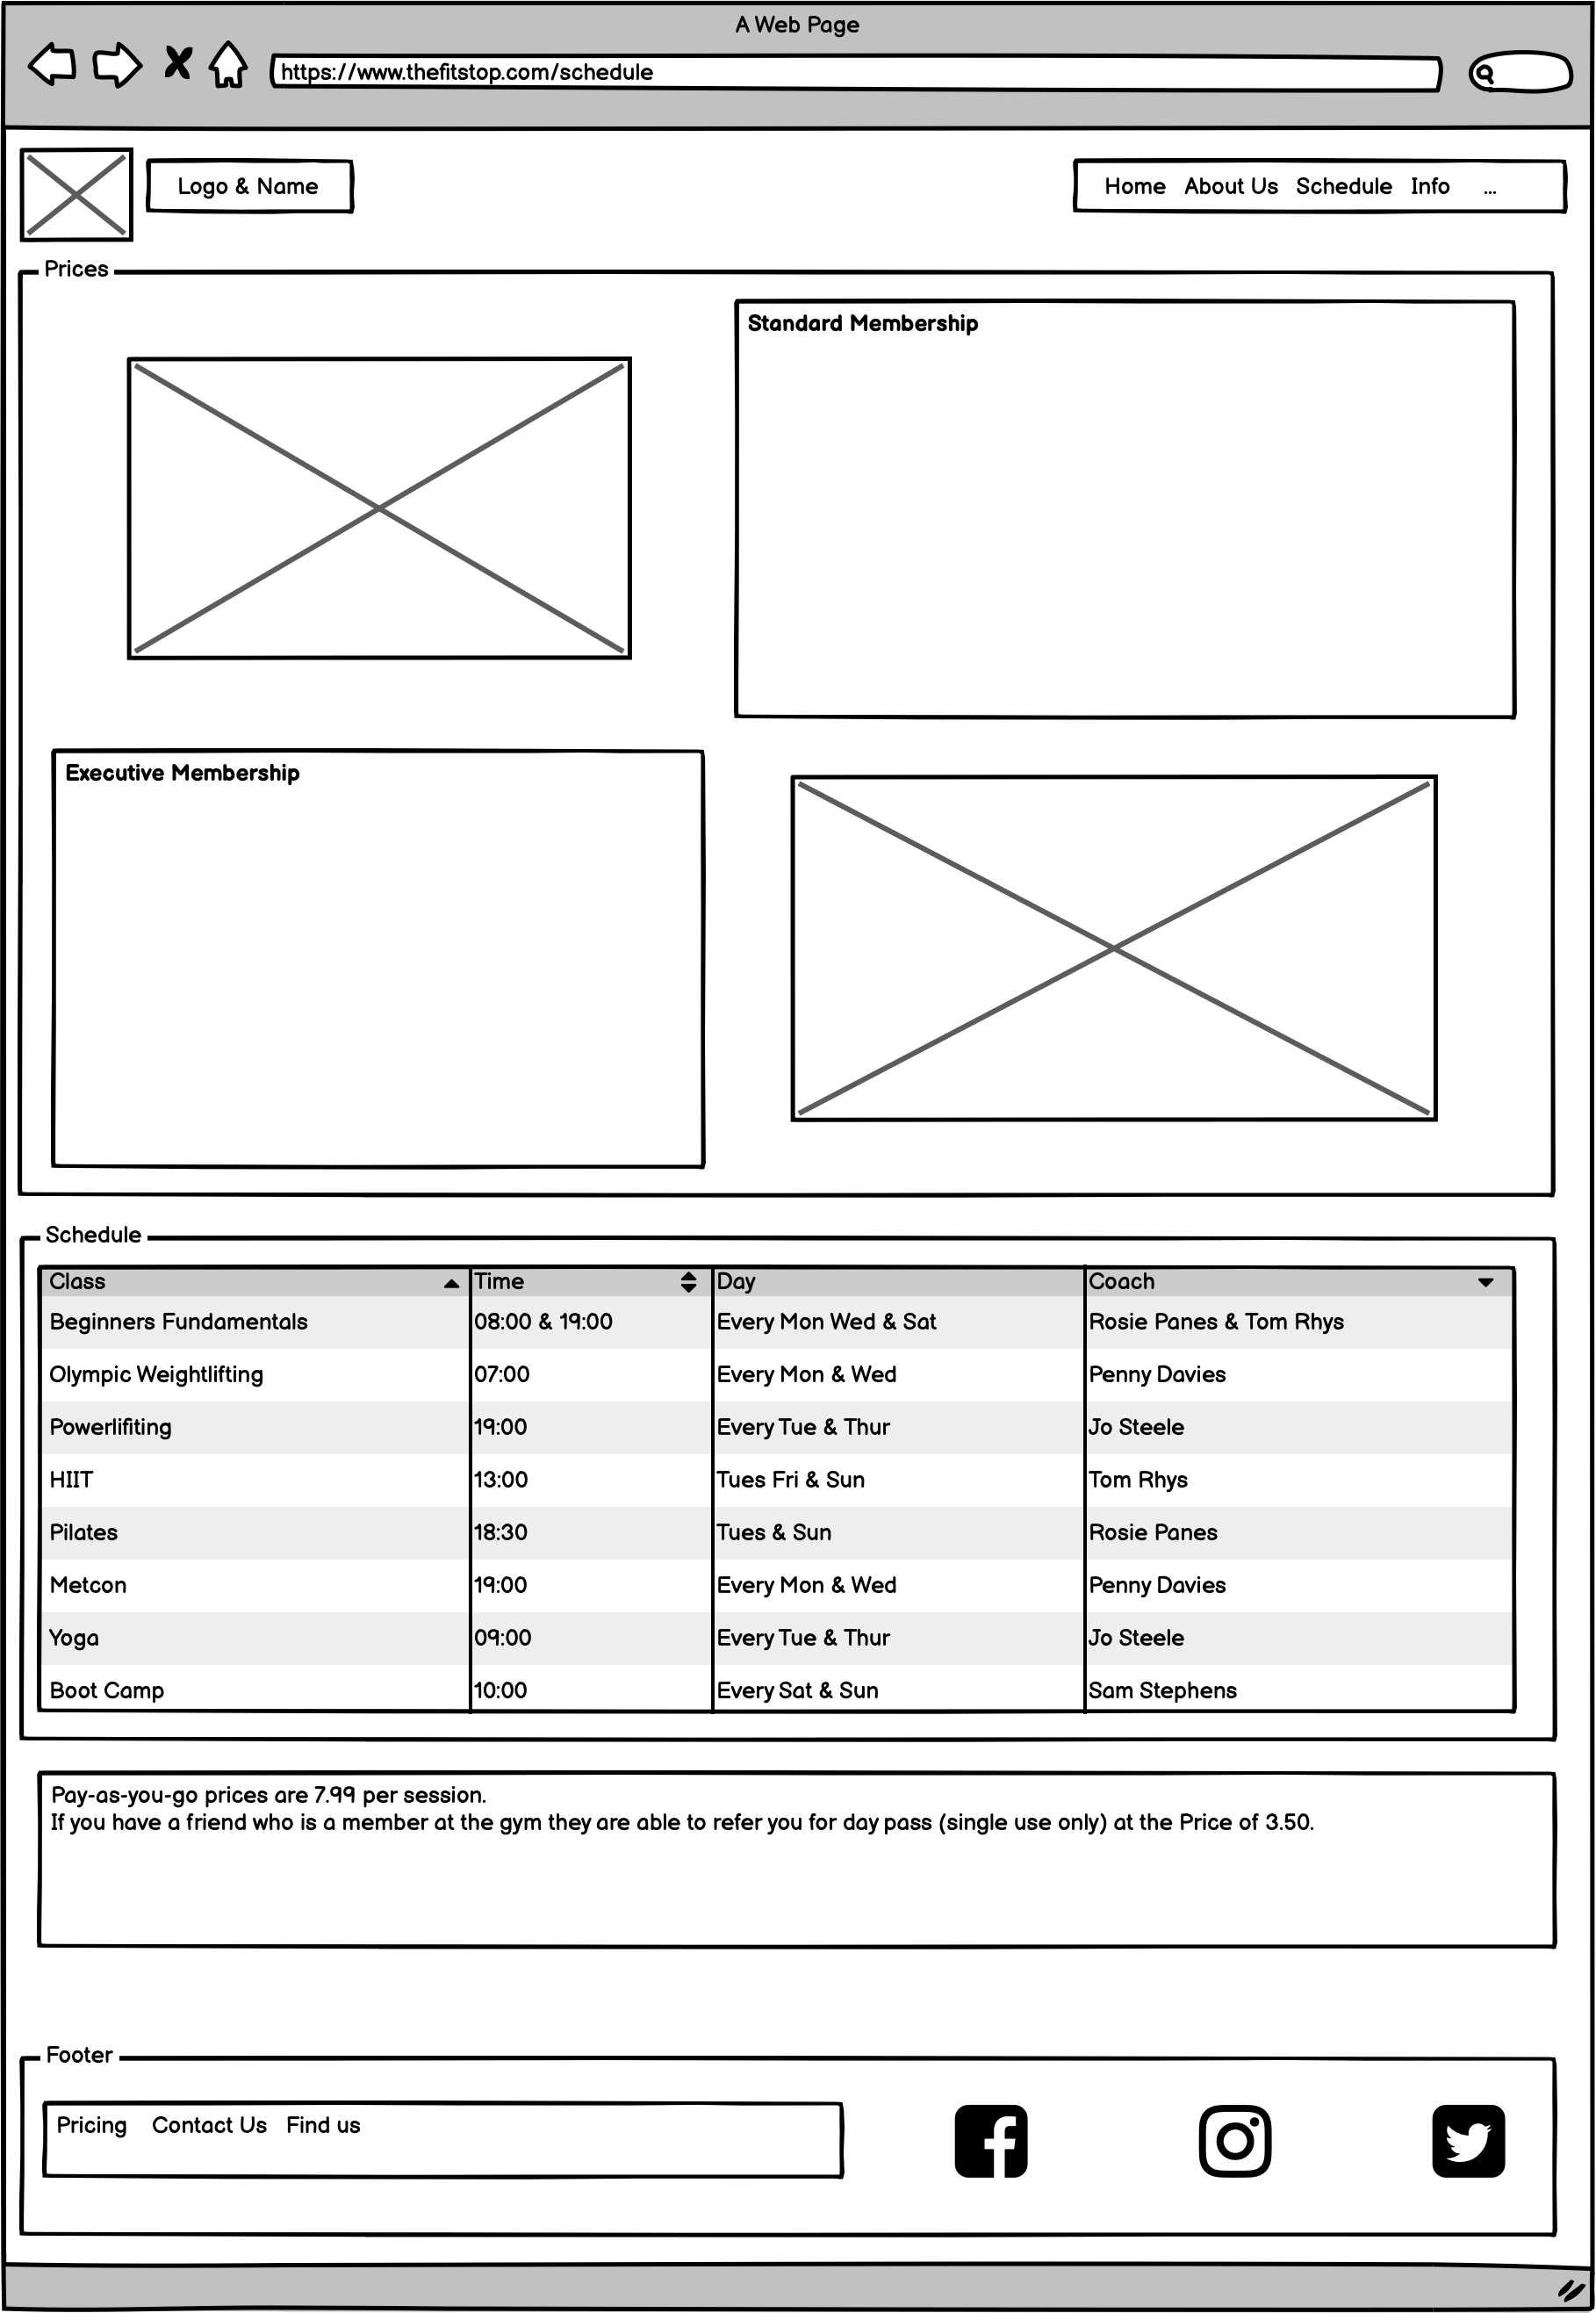 A Web Page
https://www.thefitstop.com/schedule
Logo & Name
Home About Us Schedule Info ...
Prices
Standard Membership
Executive Membership
Schedule
Class Time Day Coach
Beginners Fundamentals 08:00 & 19:00 Every Mon Wed & Sat Rosie Panes & Tom Rhys
Olympic Weightlifting 07:00 Every Mon & Wed Penny Davies
Powerlifiting 19:00 Every Tue & Thur Jo Steele
HIIT 13:00 Tues Fri & Sun Tom Rhys
Pilates 18:30 Tues & Sun Rosie Panes
Metcon 19:00 Every Mon & Wed Penny Davies
Yoga 09:00 Every Tue & Thur Jo Steele
Boot Camp 10:00 Every Sat & Sun Sam Stephens
Pay-as-you-go prices are 7.99 per session.
If you have a friend who is a member at the gym they are able to refer you for day pass (single use only) at the Price of 3.50.
Footer
Pricing Contact Us Find us